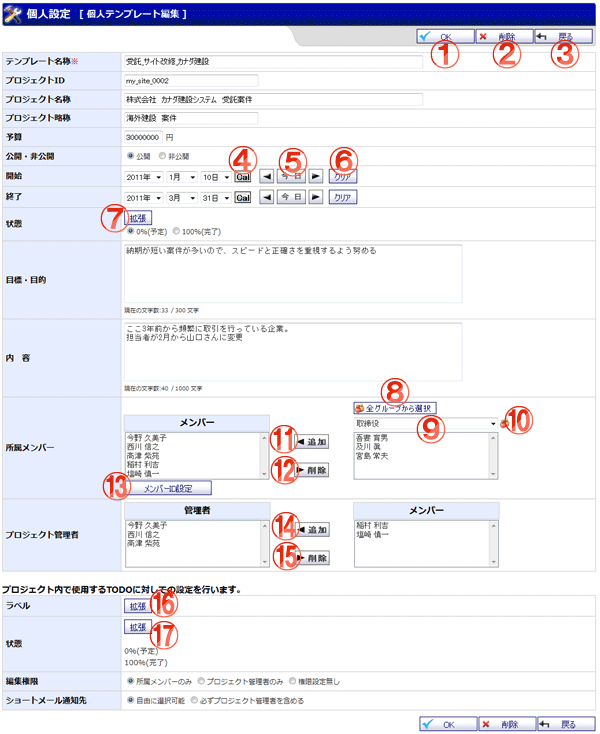 個人設定 [ 個人テンプレート編集 ]
OK 削除 戻る
1 2 3
テンプレート名称※ 受託_サイト改修_カナダ建設
プロジェクトID my_site_0002
プロジェクト名称 株式会社 カナダ建設システム 受託案件
プロジェクト略称 海外建設 案件
予算 30000000 円
公開・非公開 公開 非公開
4 5 6
開始 2011年 1月 10日 Cal 今日 クリア
終了 2011年 3月 31日 Cal 今日 クリア
7 拡張
状態
0%(予定) 100%(完了)
納期が短い案件が多いので、スピードと正確さを重視するよう努める
目標・目的
現在の文字数:33 / 300 文字
ここ3年前から頻繁に取引を行っている企業。
担当者が2月から山口さんに変更
内 容
現在の文字数:40 / 1000 文字
8
全グループから選択
メンバー 取締役 9 10
所属メンバー
今野 久美子
西川 信之
高津 紫苑
稲村 利吉
塩崎 慎一
11 追加
12 削除
吾妻 育男
及川 眞
宮島 常夫
13 メンバーID設定
管理者 メンバー
プロジェクト管理者
今野 久美子
西川 信之
高津 紫苑
14 追加
15 削除
稲村 利吉
塩崎 慎一
プロジェクト内で使用するTODOに対しての設定を行います。
ラベル 拡張 16
拡張 17
状態
0%(予定)
100%(完了)
編集権限 所属メンバーのみ プロジェクト管理者のみ 権限設定無し
ショートメール通知先 自由に選択可能 必ずプロジェクト管理者を含める
OK 削除 戻る